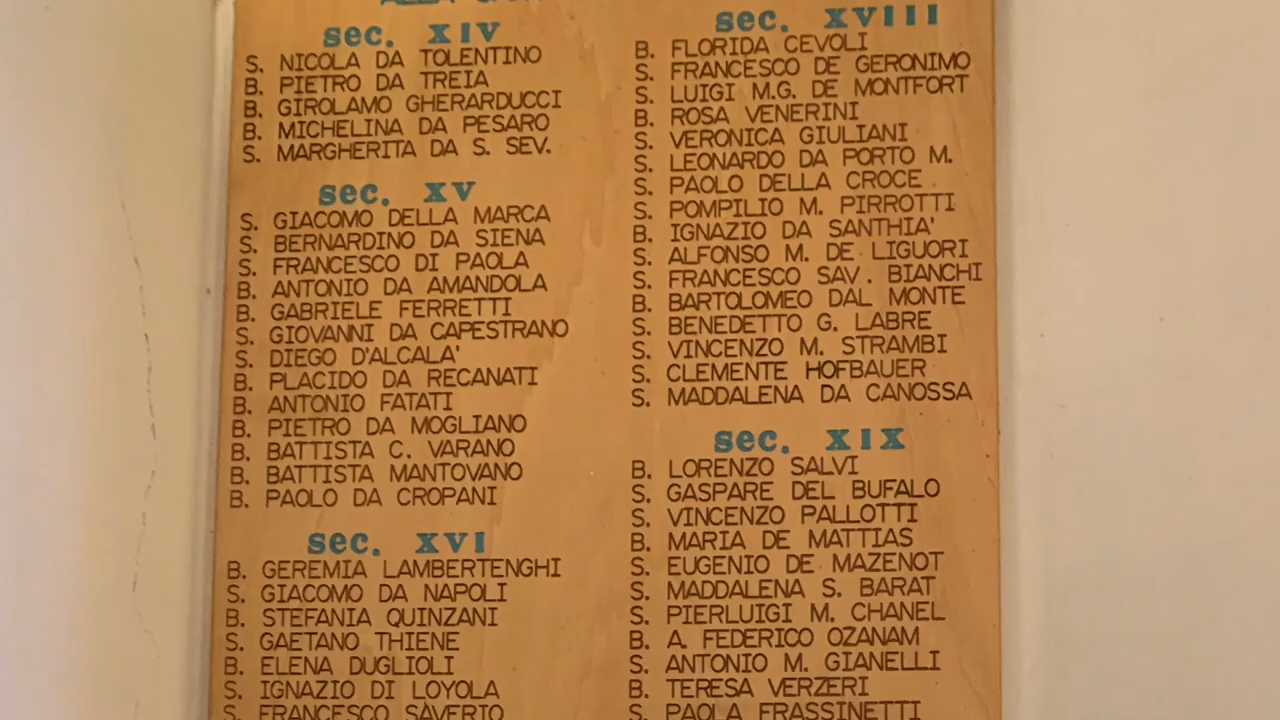 sec. XIV
S. NICOLA DA TOLENTINO
B. PIETRO DA TREIA
B. GIROLAMO GHERARDUCCI
B. MICHELINA DA PESARO
S. MARGHERITA DA S. SEV.
sec. XV
S. GIACOMO DELLA MARCA
S. BERNARDINO DA SIENA
S. FRANCESCO DI PAOLA
B. ANTONIO DA AMANDOLA
B. GABRIELE FERRETTI
S. GIOVANNI DA CAPESTRANO
S. DIEGO D'ALCALA'
B. PLACIDO DA RECANATI
B. ANTONIO FATATI
B. PIETRO DA MOGLIANO
B. BATTISTA C. VARANO
B. BATTISTA MANTOVANO
B. PAOLO DA CROPANI
sec. XVI
B. GEREMIA LAMBERTENGHI
S. GIACOMO DA NAPOLI
B. STEFANIA QUINZANI
S. GAETANO THIENE
B. ELENA DUGLIOLI
S. IGNAZIO DI LOYOLA
S. FRANCESCO SAVERIO
sec. XVIII
B. FLORIDA CEVOLI
S. FRANCESCO DE GERONIMO
S. LUIGI M.G. DE MONTFORT
B. ROSA VENERINI
S. VERONICA GIULIANI
S. LEONARDO DA PORTO M.
S. PAOLO DELLA CROCE
S. POMPILIO M. PIRROTTI
B. IGNAZIO DA SANTHIA'
S. ALFONSO M. DE LIGUORI
S. FRANCESCO SAV. BIANCHI
B. BARTOLOMEO DAL MONTE
S. BENEDETTO G. LABRE
S. VINCENZO M. STRAMBI
S. CLEMENTE HOFBAUER
S. MADDALENA DA CANOSSA
sec. XIX
B. LORENZO SALVI
S. GASPARE DEL BUFALO
S. VINCENZO PALLOTTI
B. MARIA DE MATTIAS
S. EUGENIO DE MAZENOT
S. MADDALENA S. BARAT
S. PIERLUIGI M. CHANEL
B. A. FEDERICO OZANAM
S. ANTONIO M. GIANELLI
B. TERESA VERZERI
S. PAOLA FRASSINETTI